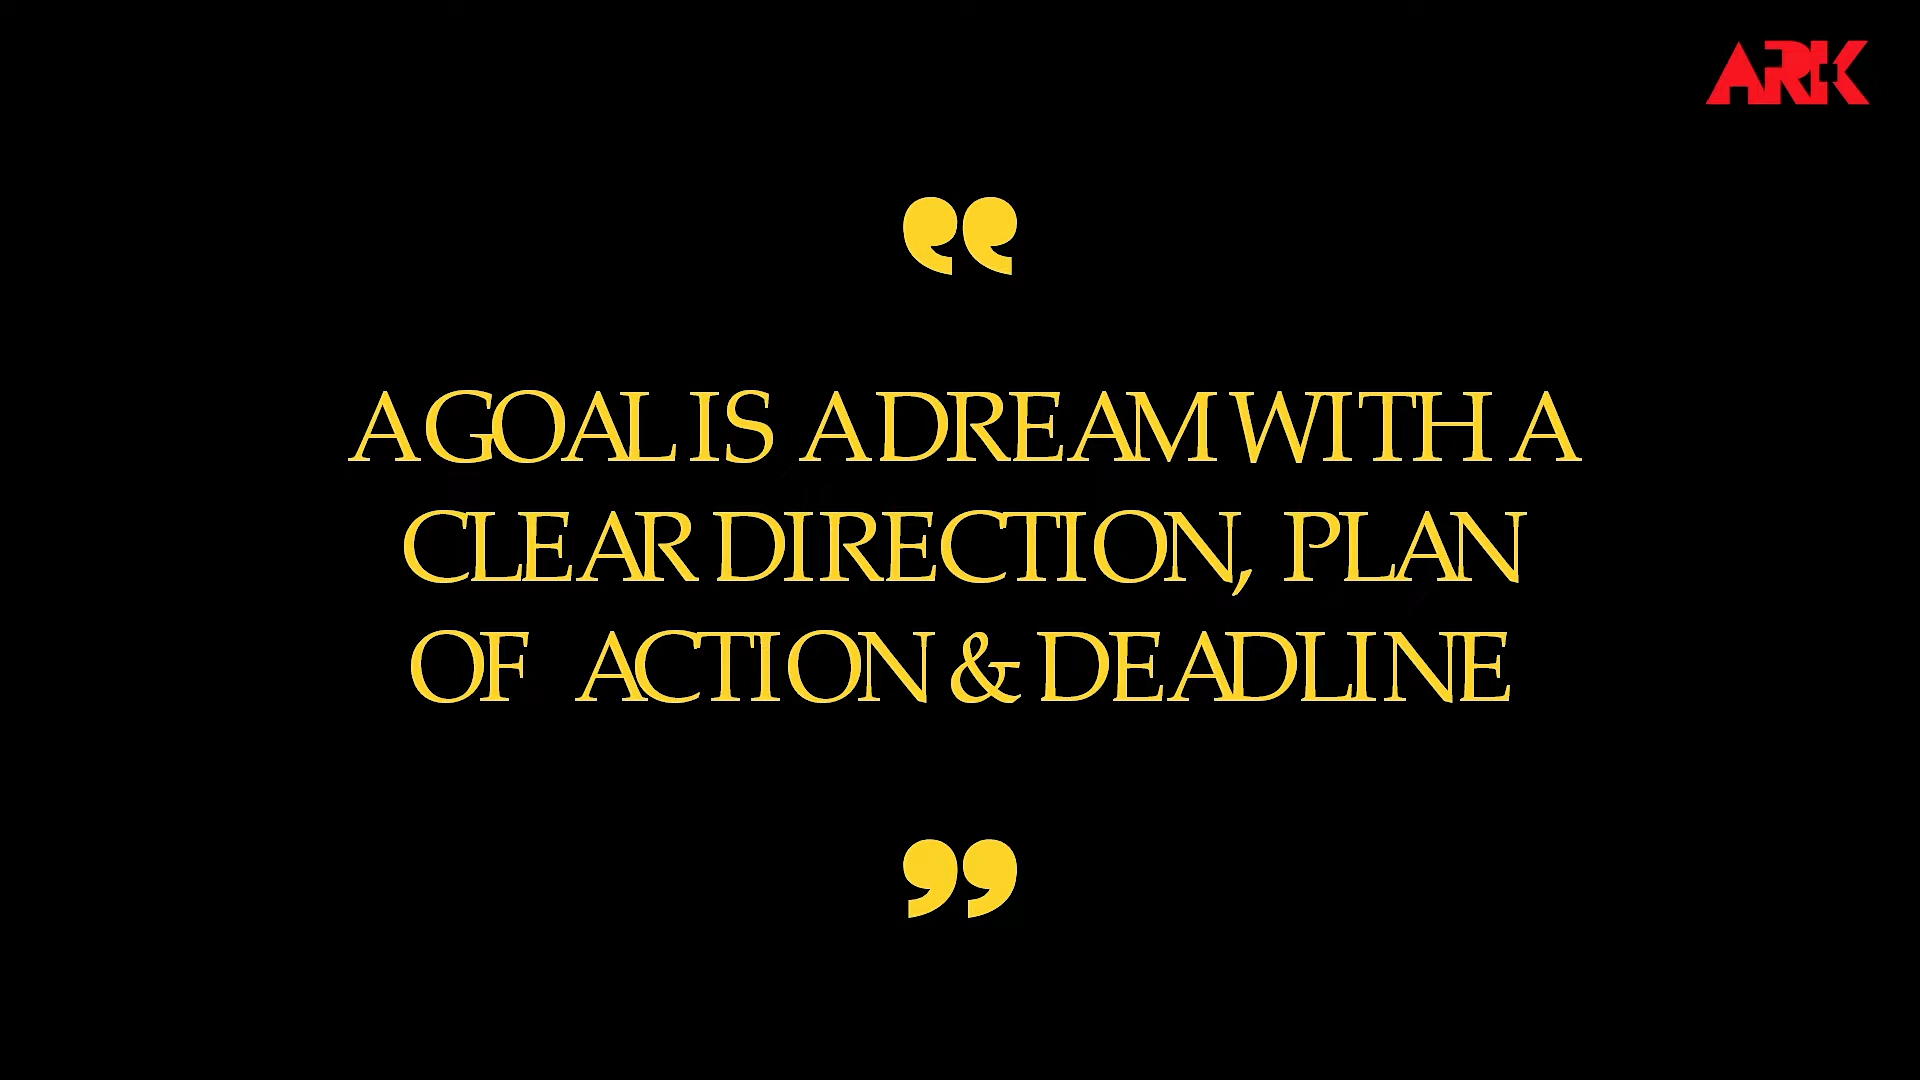 ARK
“
A GOAL IS A DREAM WITH A
CLEAR DIRECTION, PLAN
OF ACTION & DEADLINE
”